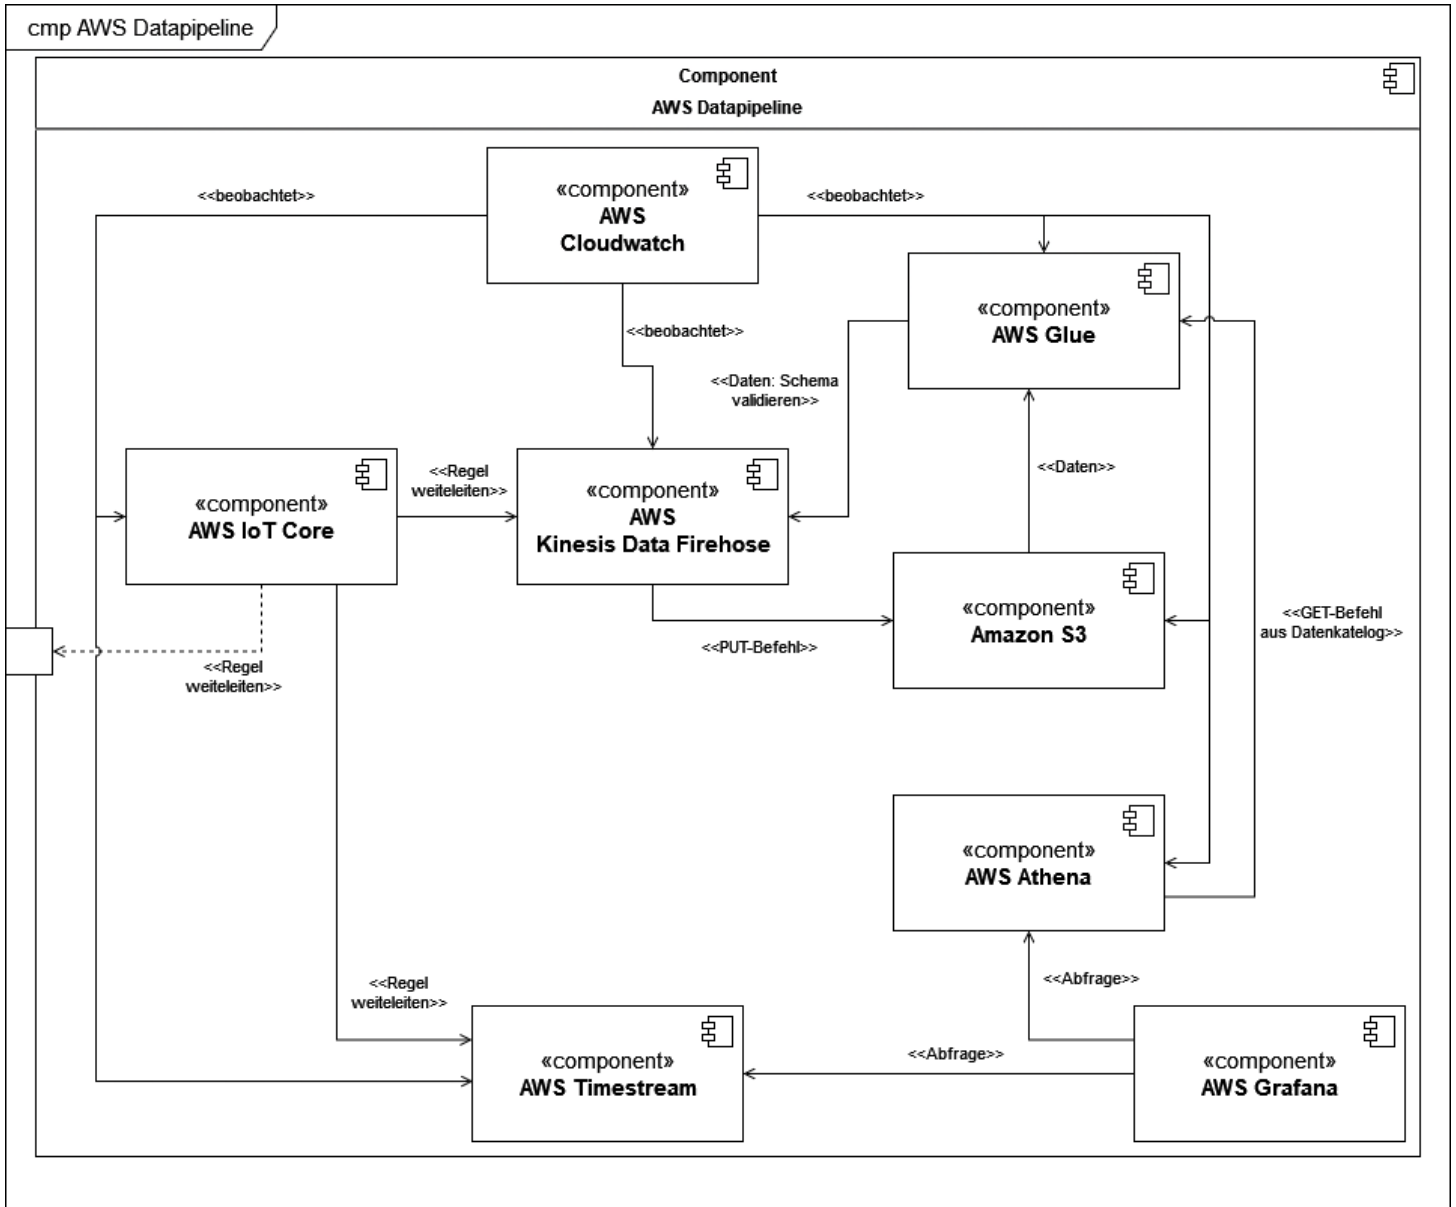 cmp AWS Datapipeline
Component
AWS Datapipeline
«component»
AWS
Cloudwatch
<<beobachtet>>
<<beobachtet>>
<<beobachtet>>
«component»
AWS Glue
<<Daten: Schema
validieren>>
«component»
AWS IoT Core
<<Regel
weiteleiten>>
«component»
AWS
Kinesis Data Firehose
<<Daten>>
«component»
Amazon S3
<<GET-Befehl
aus Datenkatelog>>
<<PUT-Befehl>>
<<Regel
weiteleiten>>
«component»
AWS Athena
<<Regel
weiteleiten>>
<<Abfrage>>
«component»
AWS Timestream
<<Abfrage>>
«component»
AWS Grafana